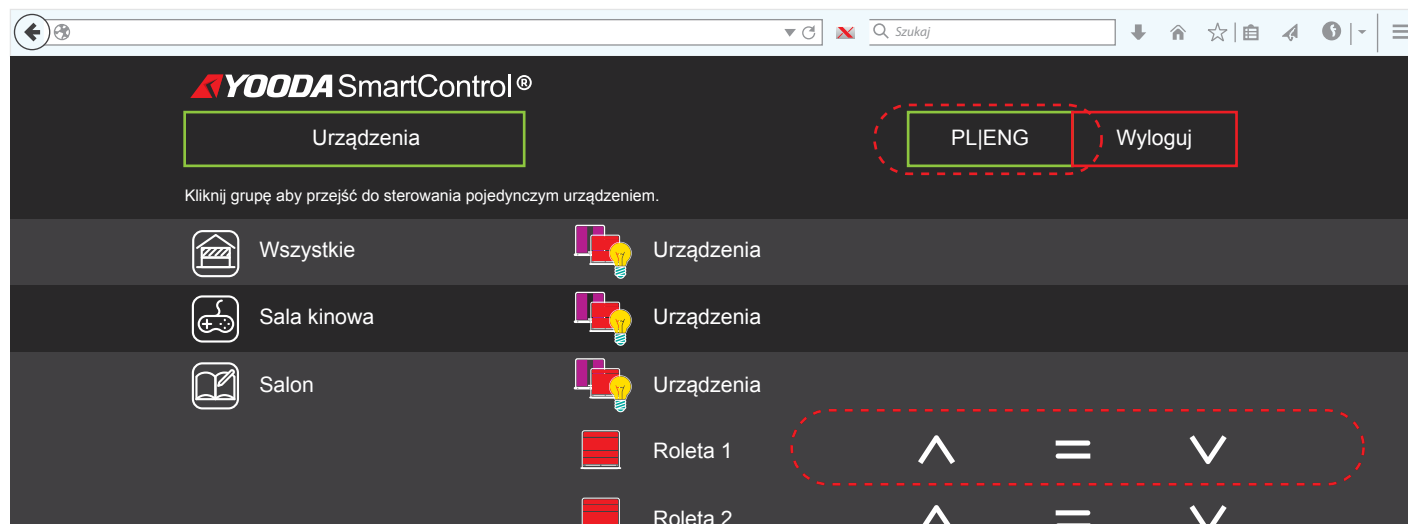 Szukaj
YOODA SmartControl®
Urządzenia
PL|ENG
Wyloguj
Kliknij grupę aby przejść do sterowania pojedynczym urządzeniem.
Wszystkie
Urządzenia
Sala kinowa
Urządzenia
Salon
Urządzenia
Roleta 1
Roleta 2